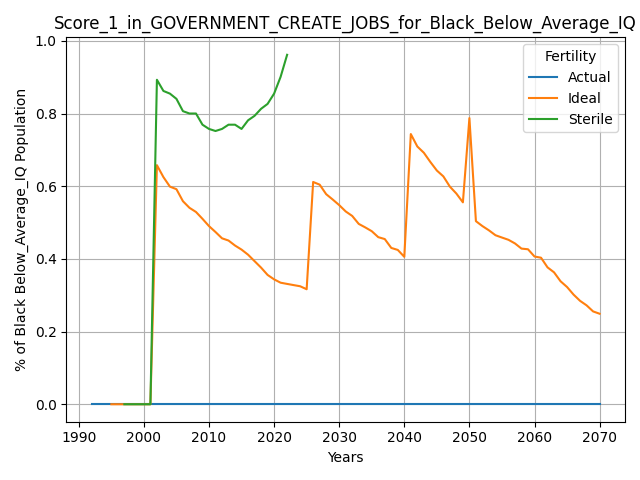 Score_1_in_GOVERNMENT_CREATE_JOBS_for_Black_Below_Average_IQ
% of Black Below_Average_IQ Population
1.0
0.8
0.6
0.4
0.2
0.0
Fertility
Actual
Ideal
Sterile
1990 2000 2010 2020 2030 2040 2050 2060 2070
Years